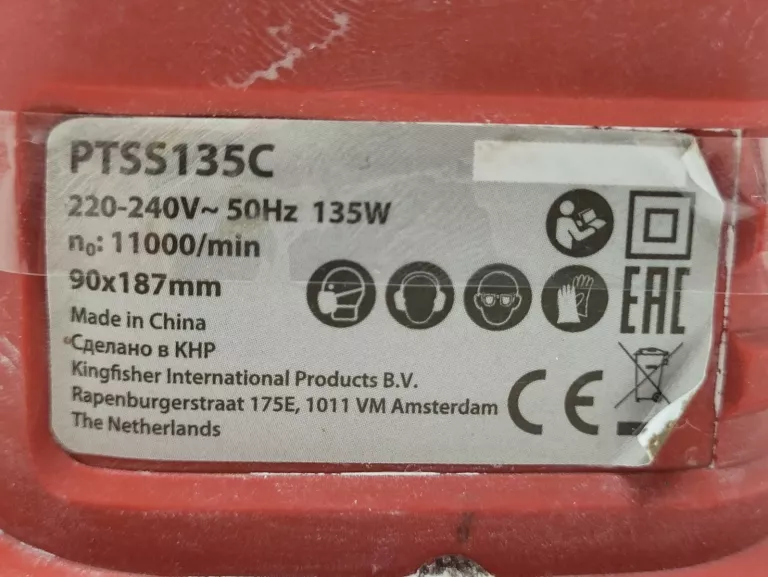 PTSS135C
220-240V~ 50Hz 135W
n₀: 11000/min
90x187mm
Made in China
Сделано в КНР
Kingfisher International Products B.V.
Rapenburgerstraat 175E, 1011 VM Amsterdam
The Netherlands
EAC
CE